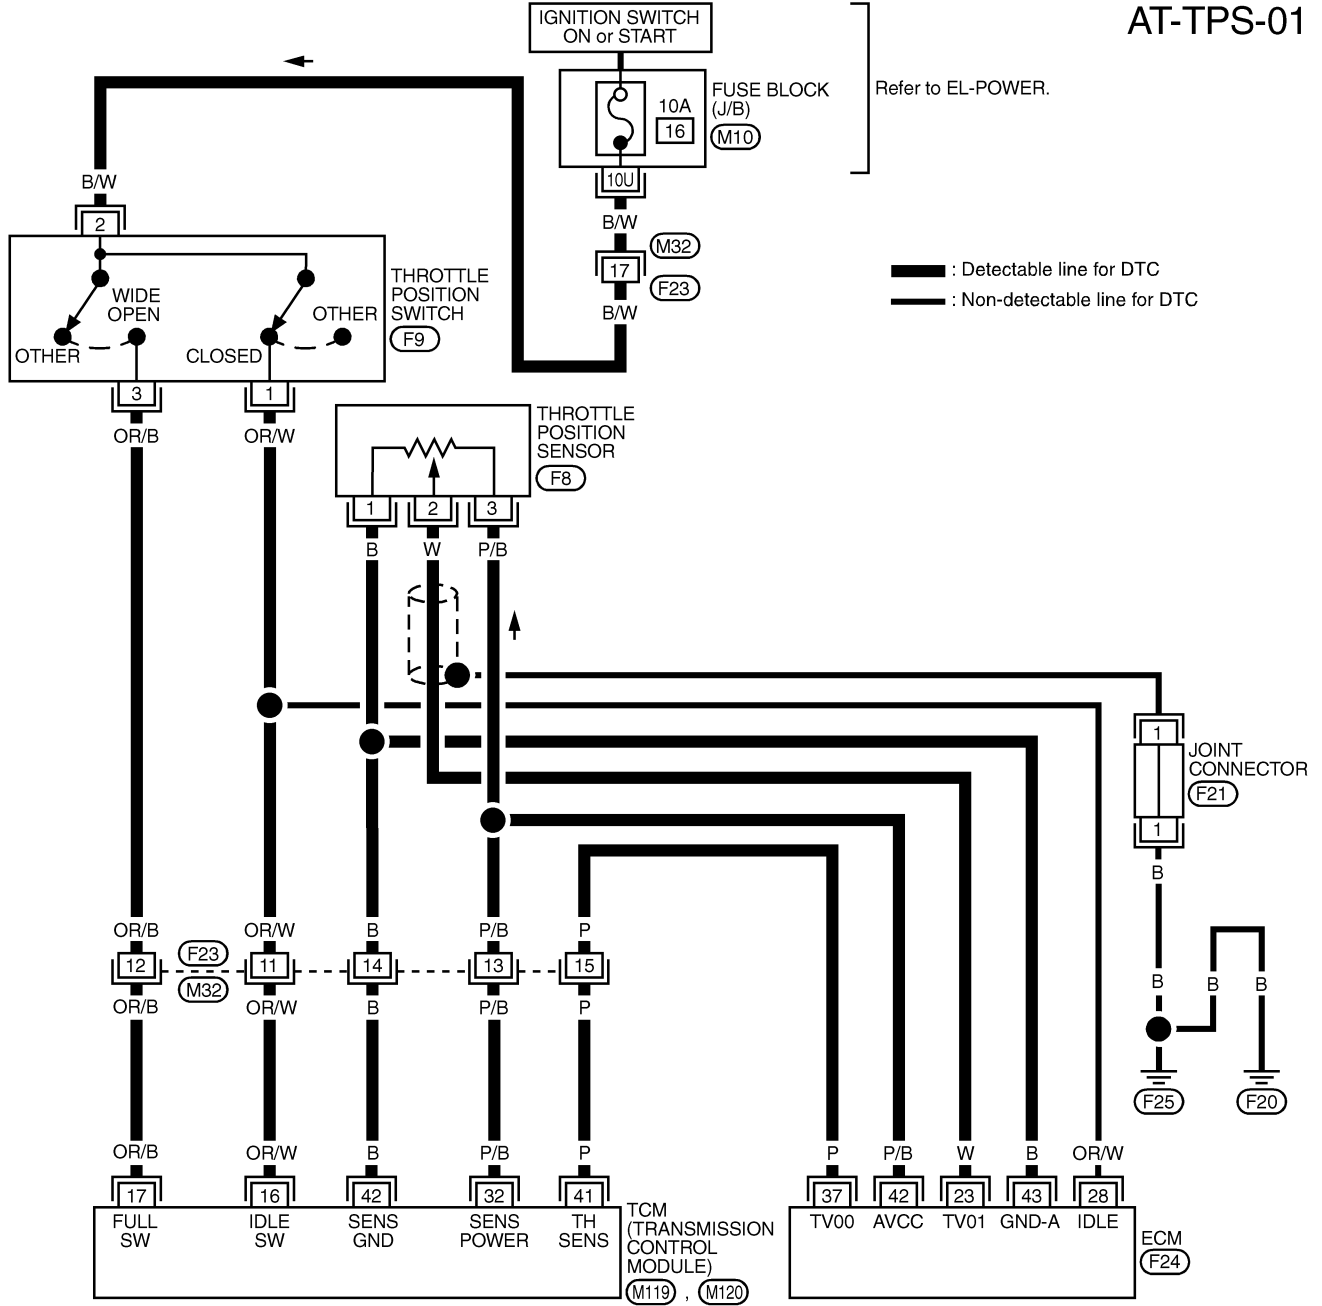 AT-TPS-01
IGNITION SWITCH
ON or START
FUSE BLOCK
(J/B)
M10
10A
16
Refer to EL-POWER.
10U
B/W
M32
17
F23
B/W
B/W
2
: Detectable line for DTC
: Non-detectable line for DTC
THROTTLE
POSITION
SWITCH
F9
WIDE
OPEN
OTHER
OTHER
CLOSED
3
1
OR/B
OR/W
THROTTLE
POSITION
SENSOR
F8
1
2
3
B
W
P/B
1
JOINT
CONNECTOR
F21
1
B
OR/B
OR/W
B
P/B
P
F23
12
11
14
13
15
M32
OR/B
OR/W
B
P/B
P
B
B
B
F25
F20
OR/B
OR/W
B
P/B
P
P
P/B
W
B
OR/W
17
16
42
32
41
37
42
23
43
28
FULL
SW
IDLE
SW
SENS
GND
SENS
POWER
TH
SENS
TCM
(TRANSMISSION
CONTROL
MODULE)
M119 , M120
TV00
AVCC
TV01
GND-A
IDLE
ECM
F24